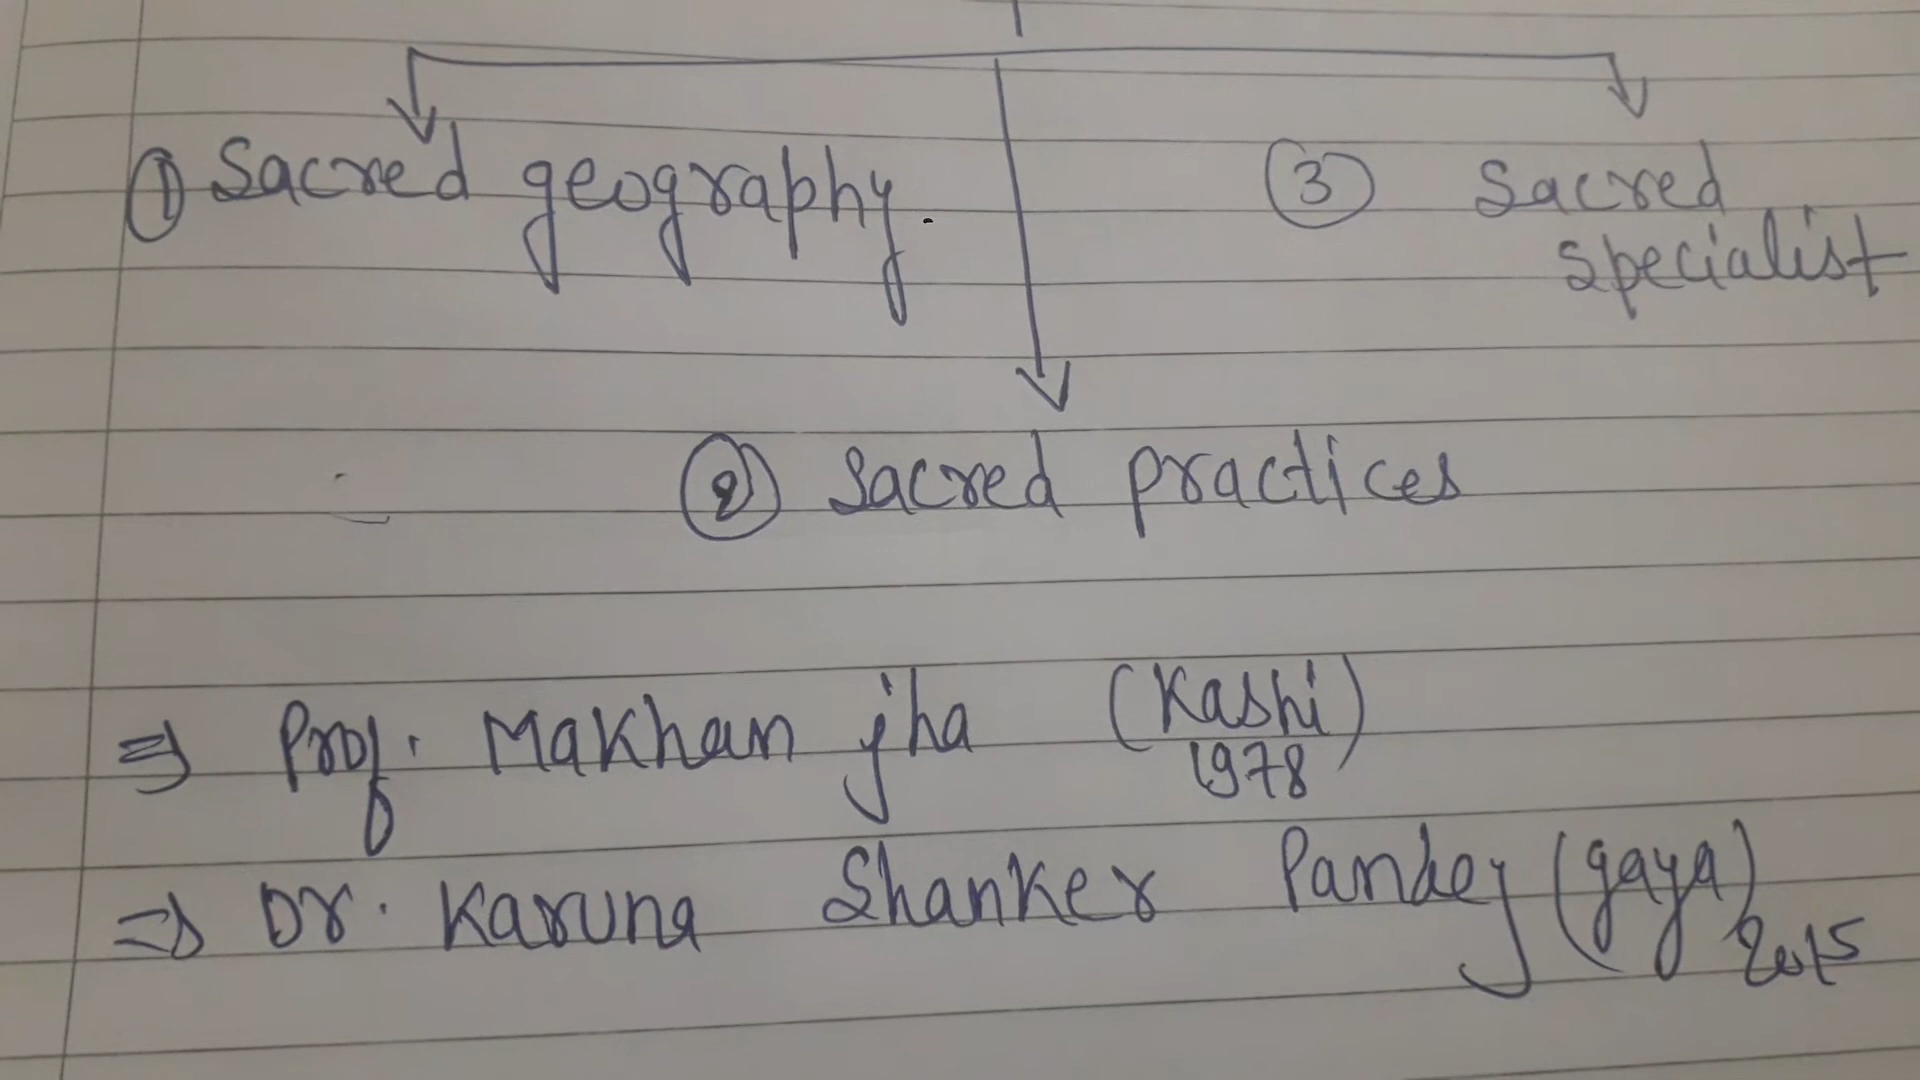 ① Sacred geography.
③ Sacred
specialist
② Sacred practices
⇒ Prof. Makhan jha (Kashi)
1978
⇒ Dr. Karuna Shanker Pandey (gaya)
2015